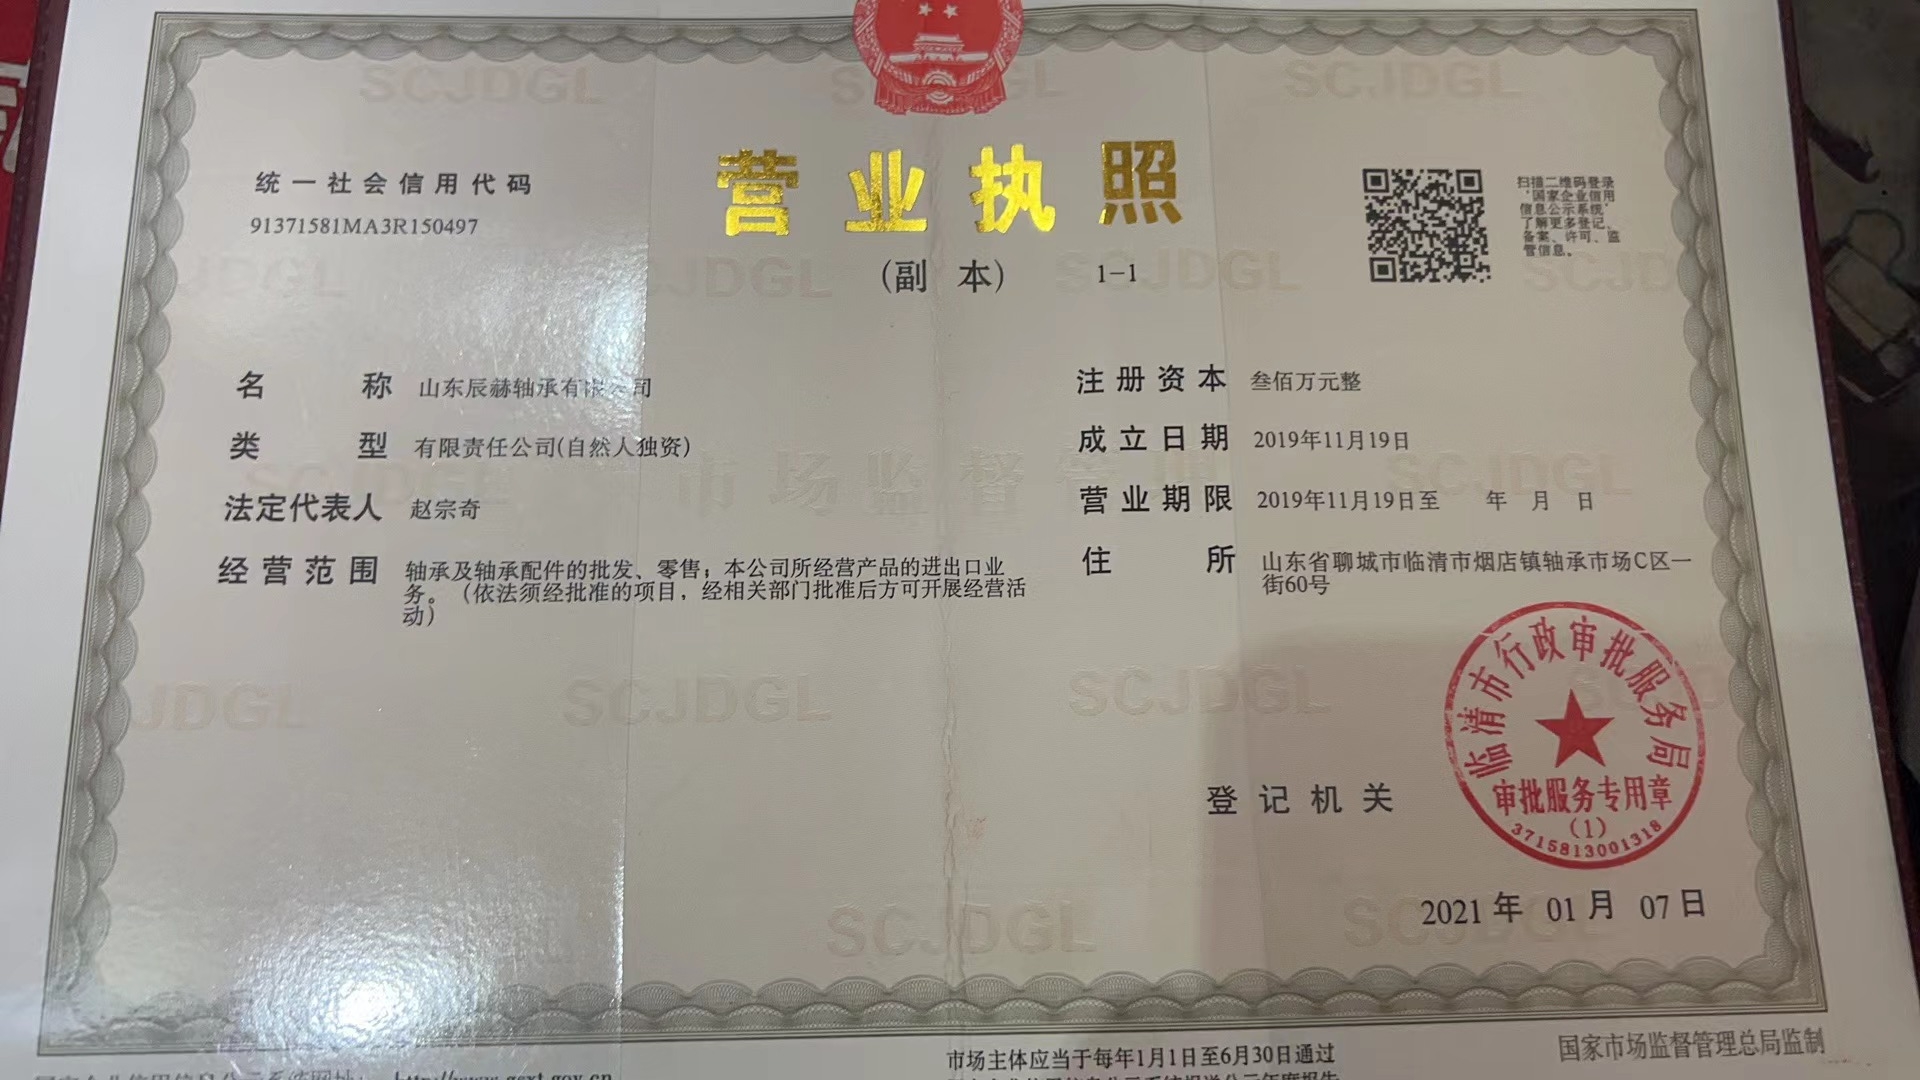 营业执照
(副 本) 1-1
统一社会信用代码
91371581MA3R150497
扫描二维码登录
'国家企业信用
信息公示系统'
了解更多登记、
备案、许可、监
管信息。
名 称 山东辰赫轴承有限公司
类 型 有限责任公司(自然人独资)
法定代表人 赵宗奇
经营范围 轴承及轴承配件的批发、零售；本公司所经营产品的进出口业
务。（依法须经批准的项目，经相关部门批准后方可开展经营活
动）
注册资本 叁佰万元整
成立日期 2019年11月19日
营业期限 2019年11月19日至 年 月 日
住 所 山东省聊城市临清市烟店镇轴承市场C区一
街60号
登记机关
临清市行政审批服务局
审批服务专用章
(1)
3715813001318
2021 年 01 月 07 日
SCJDGL
市场监督管理
http://www.gsxt.gov.cn
市场主体应当于每年1月1日至6月30日通过
国家市场监督管理总局监制